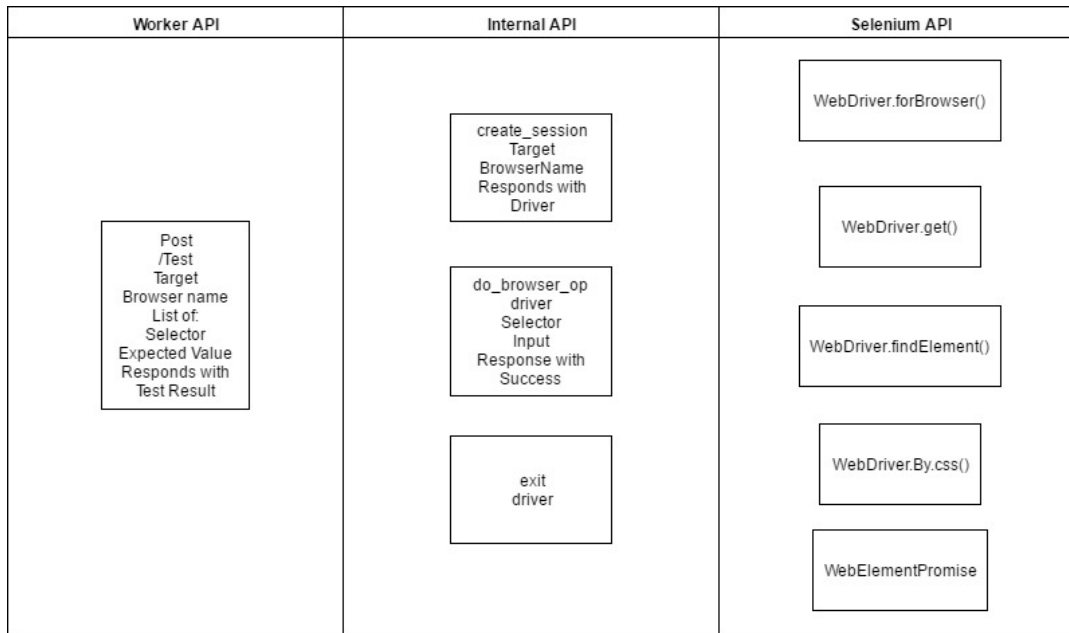 Worker API
Internal API
Selenium API
Post
/Test
Target
Browser name
List of:
Selector
Expected Value
Responds with
Test Result
create_session
Target
BrowserName
Responds with
Driver
do_browser_op
driver
Selector
Input
Response with
Success
exit
driver
WebDriver.forBrowser()
WebDriver.get()
WebDriver.findElement()
WebDriver.By.css()
WebElementPromise